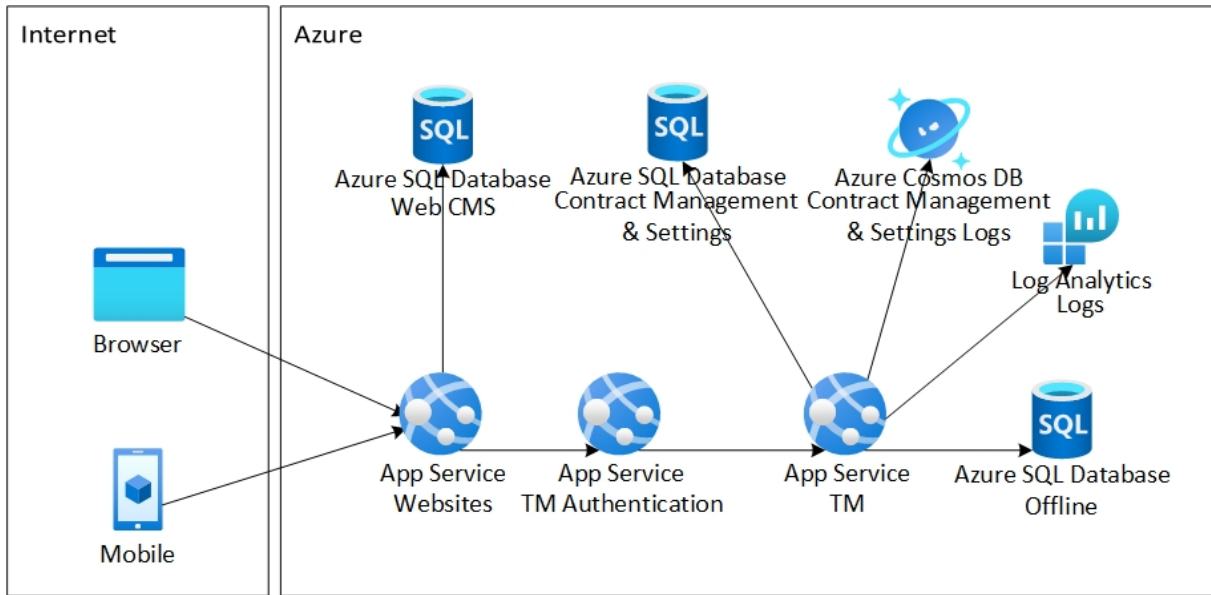 Internet
Azure
SQL
Azure SQL Database
Web CMS
SQL
Azure SQL Database
Contract Management
& Settings
Azure Cosmos DB
Contract Management
& Settings Logs
Log Analytics
Logs
Browser
Mobile
App Service
Websites
App Service
TM Authentication
App Service
TM
SQL
Azure SQL Database
Offline